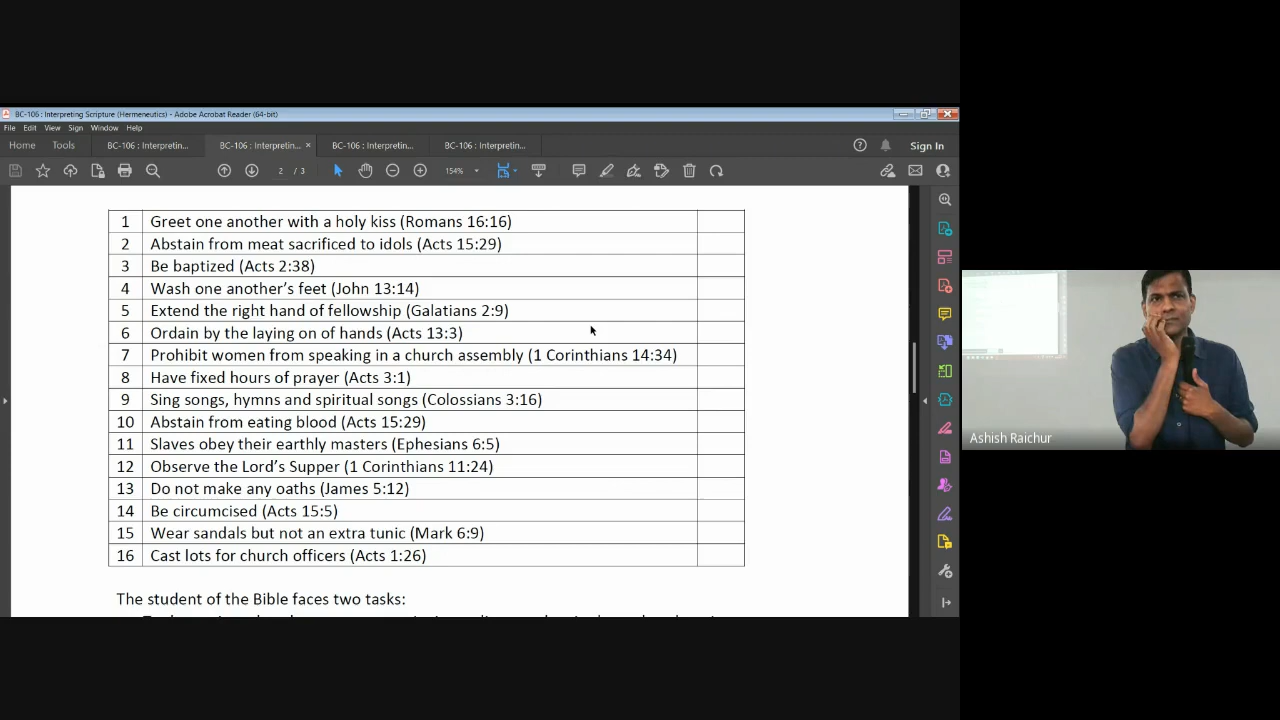 BC-106 : Interpreting Scripture (Hermeneutics) - Adobe Acrobat Reader (64-bit)
File Edit View Sign Window Help
Home Tools BC-106 : Interpretin... BC-106 : Interpretin... × BC-106 : Interpretin... BC-106 : Interpretin... Sign In
2 / 3 154%
1 Greet one another with a holy kiss (Romans 16:16)
2 Abstain from meat sacrificed to idols (Acts 15:29)
3 Be baptized (Acts 2:38)
4 Wash one another’s feet (John 13:14)
5 Extend the right hand of fellowship (Galatians 2:9)
6 Ordain by the laying on of hands (Acts 13:3)
7 Prohibit women from speaking in a church assembly (1 Corinthians 14:34)
8 Have fixed hours of prayer (Acts 3:1)
9 Sing songs, hymns and spiritual songs (Colossians 3:16)
10 Abstain from eating blood (Acts 15:29)
11 Slaves obey their earthly masters (Ephesians 6:5)
12 Observe the Lord’s Supper (1 Corinthians 11:24)
13 Do not make any oaths (James 5:12)
14 Be circumcised (Acts 15:5)
15 Wear sandals but not an extra tunic (Mark 6:9)
16 Cast lots for church officers (Acts 1:26)
The student of the Bible faces two tasks:
Ashish Raichur